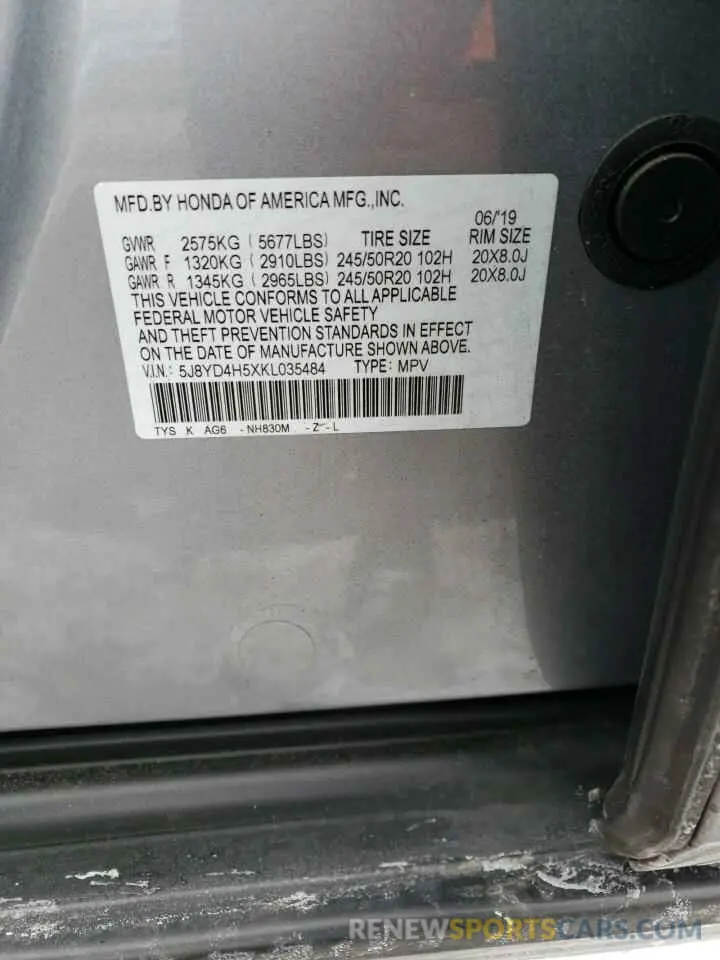 MFD.BY HONDA OF AMERICA MFG.,INC.
06/'19
GVWR 2575KG ( 5677LBS) TIRE SIZE RIM SIZE
GAWR F 1320KG ( 2910LBS) 245/50R20 102H 20X8.0J
GAWR R 1345KG ( 2965LBS) 245/50R20 102H 20X8.0J
THIS VEHICLE CONFORMS TO ALL APPLICABLE
FEDERAL MOTOR VEHICLE SAFETY
AND THEFT PREVENTION STANDARDS IN EFFECT
ON THE DATE OF MANUFACTURE SHOWN ABOVE.
V.I.N.: 5J8YD4H5XKL035484 TYPE: MPV
TYS K AG6 -NH830M -Z -L
RENEWSPORTSCARS.COM